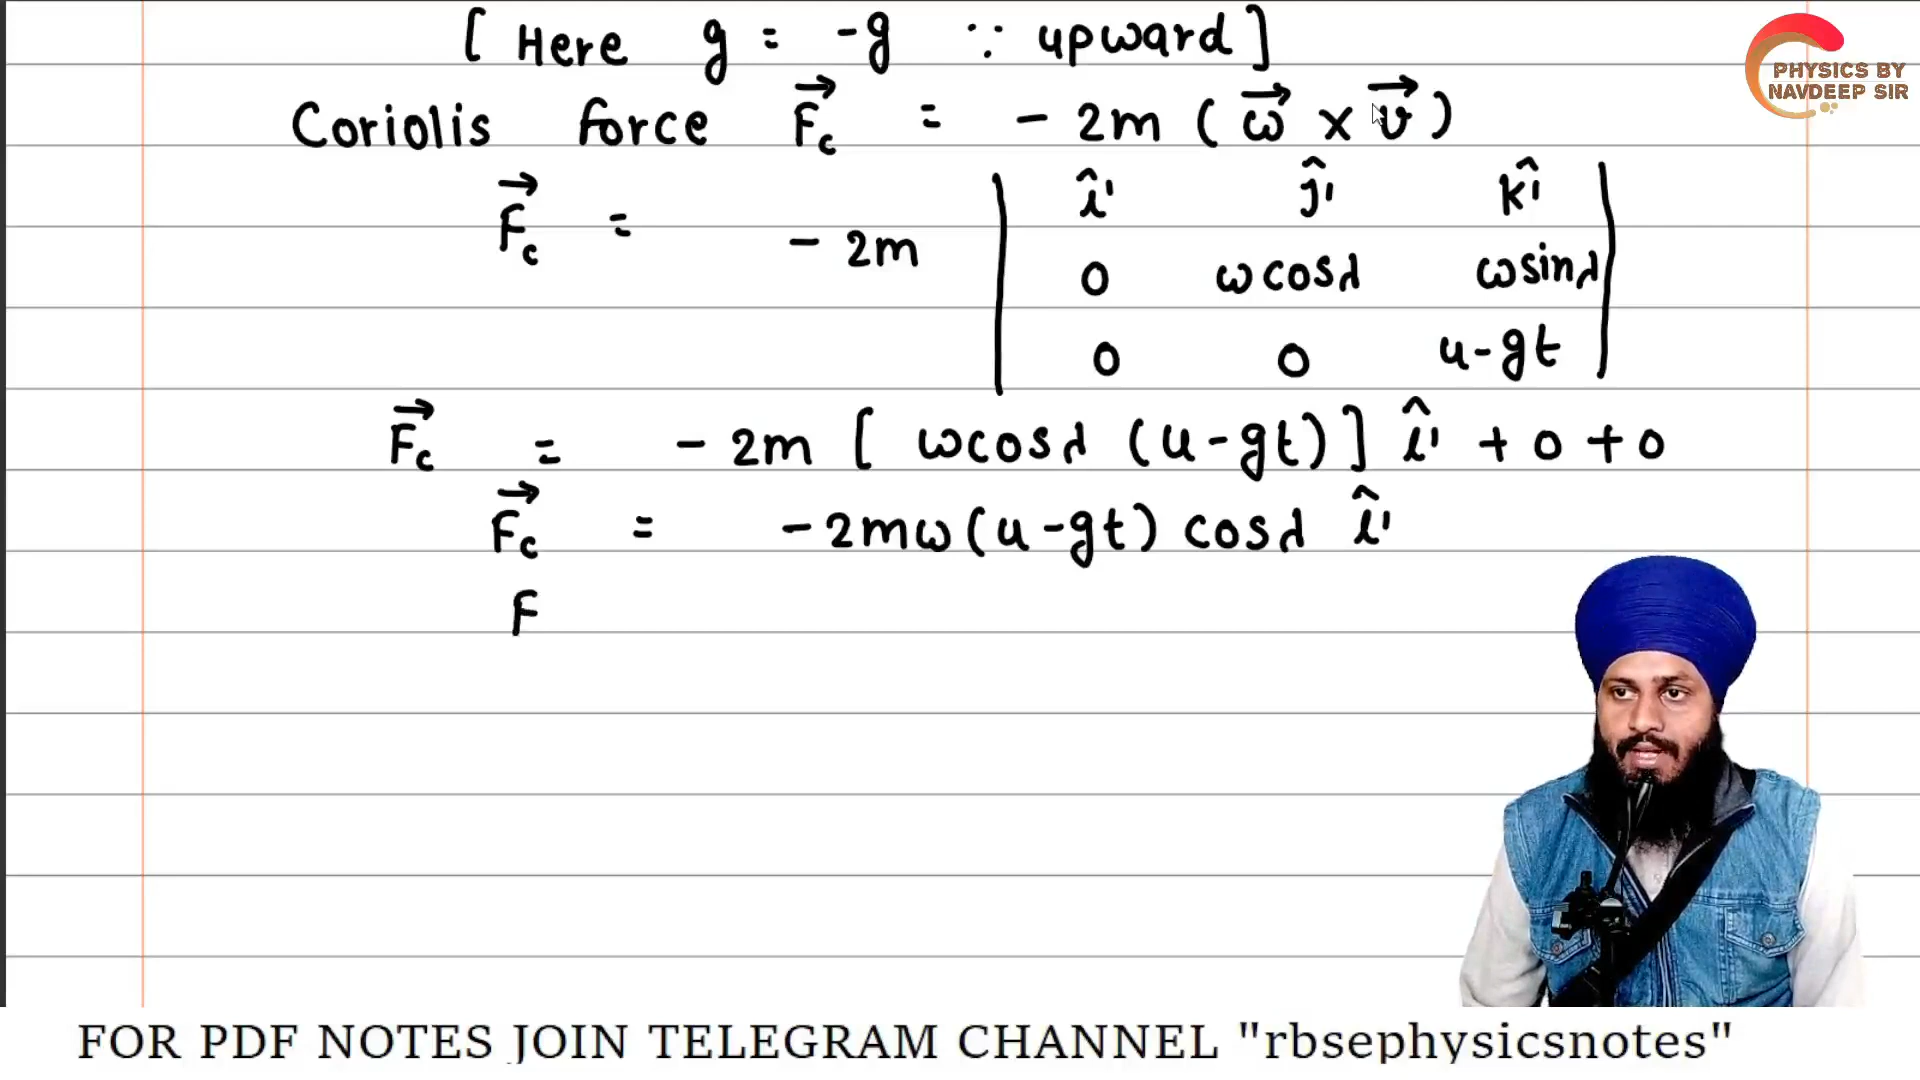 [ Here g = -g ∵ upward ]
PHYSICS BY
NAVDEEP SIR
Coriolis force F⃗c = - 2m ( ω⃗ × v⃗ )
F⃗c = - 2m | î' ĵ' k̂' |
| 0 ωcosλ ωsinλ |
| 0 0 u-gt |
F⃗c = - 2m [ ωcosλ (u-gt) ] î' + 0 + 0
F⃗c = -2mω(u-gt) cosλ î'
F
FOR PDF NOTES JOIN TELEGRAM CHANNEL "rbsephysicsnotes"